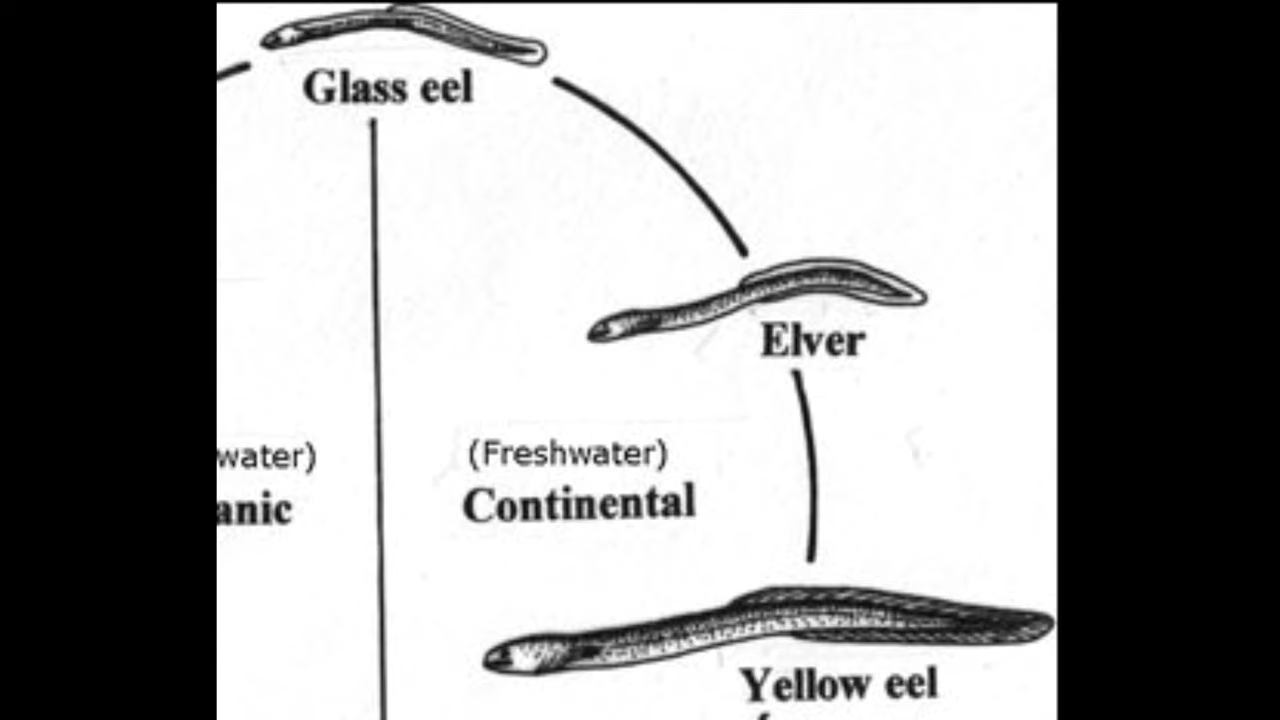 Glass eel
Elver
water)
anic
(Freshwater)
Continental
Yellow eel